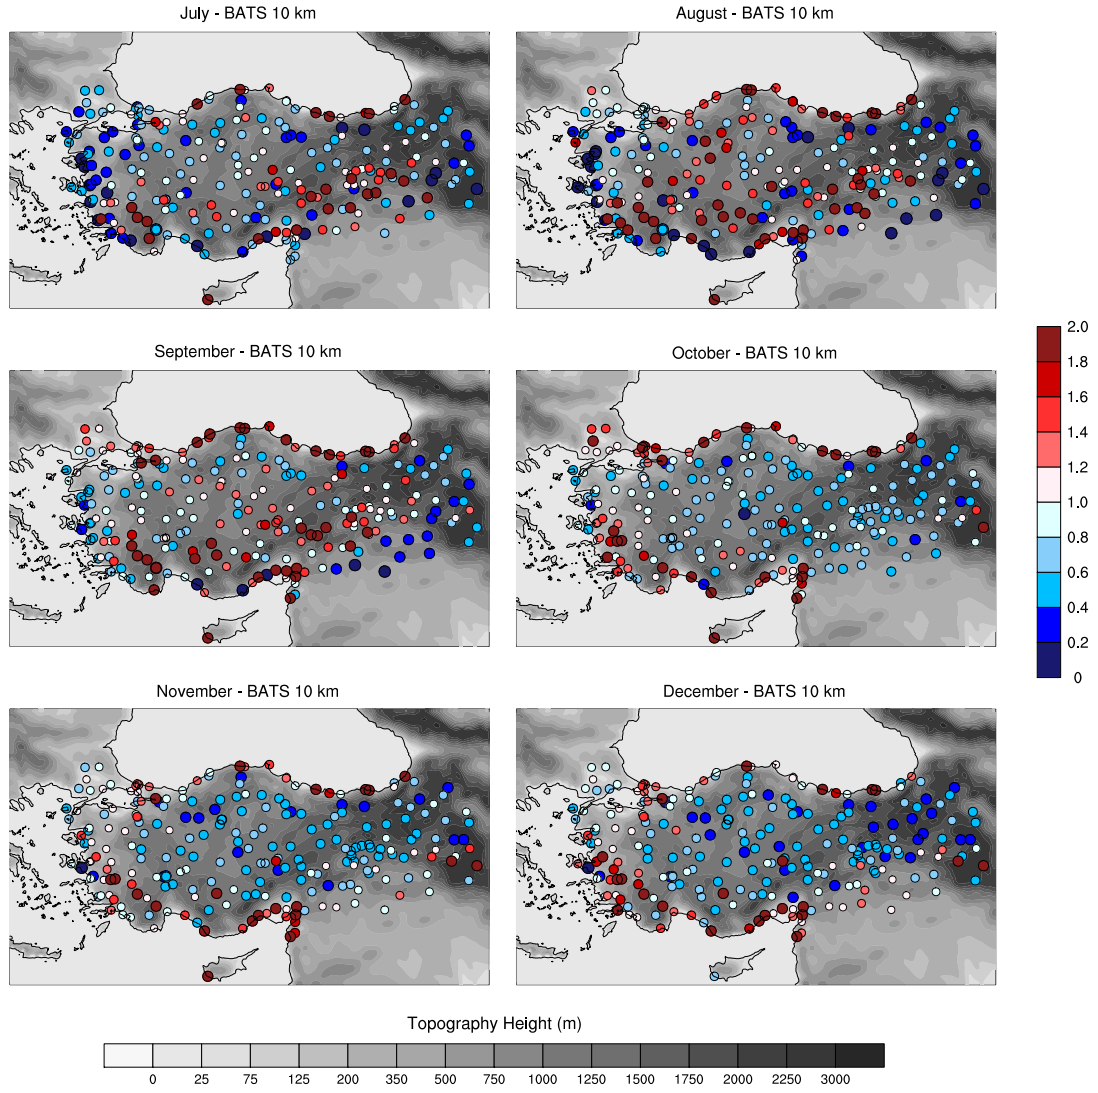 July - BATS 10 km
August - BATS 10 km
September - BATS 10 km
October - BATS 10 km
2.0
1.8
1.6
1.4
1.2
1.0
0.8
0.6
0.4
0.2
0
November - BATS 10 km
December - BATS 10 km
Topography Height (m)
0 25 75 125 200 350 500 750 1000 1250 1500 1750 2000 2250 3000